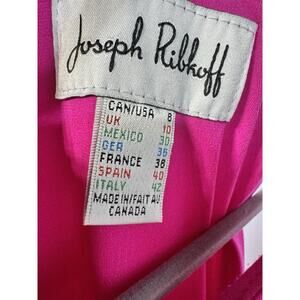 Joseph Ribkoff
CAN/USA 8
UK 10
MEXICO 30
GER 36
FRANCE 38
SPAIN 40
ITALY 42
MADE IN/FAIT AU
CANADA